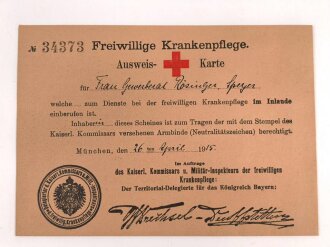 № 34373 Freiwillige Krankenpflege.
Ausweis- Karte
für Frau
welche zum Dienste bei der freiwilligen Krankenpflege im Inlande
einberufen ist.
Inhaberin dieses Scheines ist zum Tragen der mit dem Stempel des
Kaiserl. Kommissars versehenen Armbinde (Neutralitätszeichen) berechtigt.
München, den 26 ten April 1915.
Im Auftrage
des Kaiserl. Kommissars u. Militär-Inspekteurs der freiwilligen
Krankenpflege:
Der Territorial-Delegierte für das Königreich Bayern: